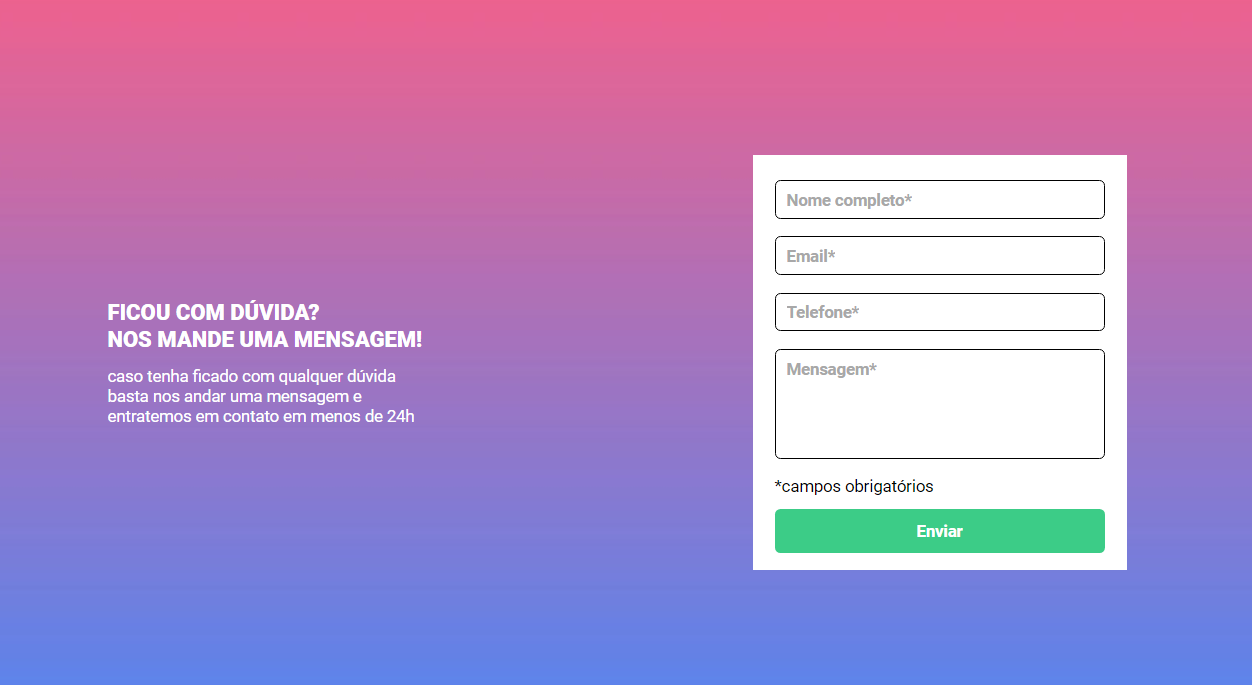 FICOU COM DÚVIDA?
NOS MANDE UMA MENSAGEM!
caso tenha ficado com qualquer dúvida
basta nos andar uma mensagem e
entratemos em contato em menos de 24h
Nome completo*
Email*
Telefone*
Mensagem*
*campos obrigatórios
Enviar